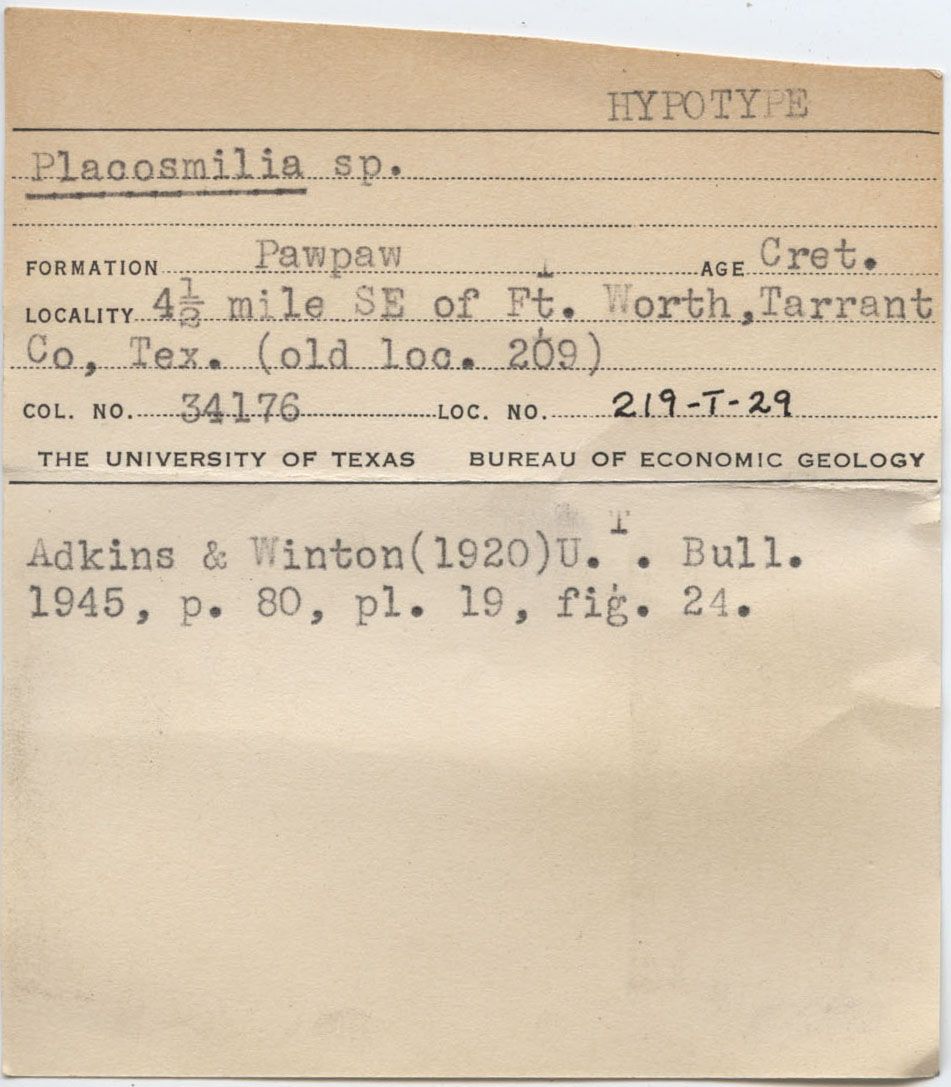 HYPOTYPE
Placosmilia sp.
FORMATION Pawpaw AGE Cret.
LOCALITY 4½ mile SE of Ft. Worth, Tarrant
Co, Tex. (old loc. 209)
COL. NO. 34176 LOC. NO. 219-T-29
THE UNIVERSITY OF TEXAS BUREAU OF ECONOMIC GEOLOGY
Adkins & Winton(1920)U.T. Bull.
1945, p. 80, pl. 19, fig. 24.